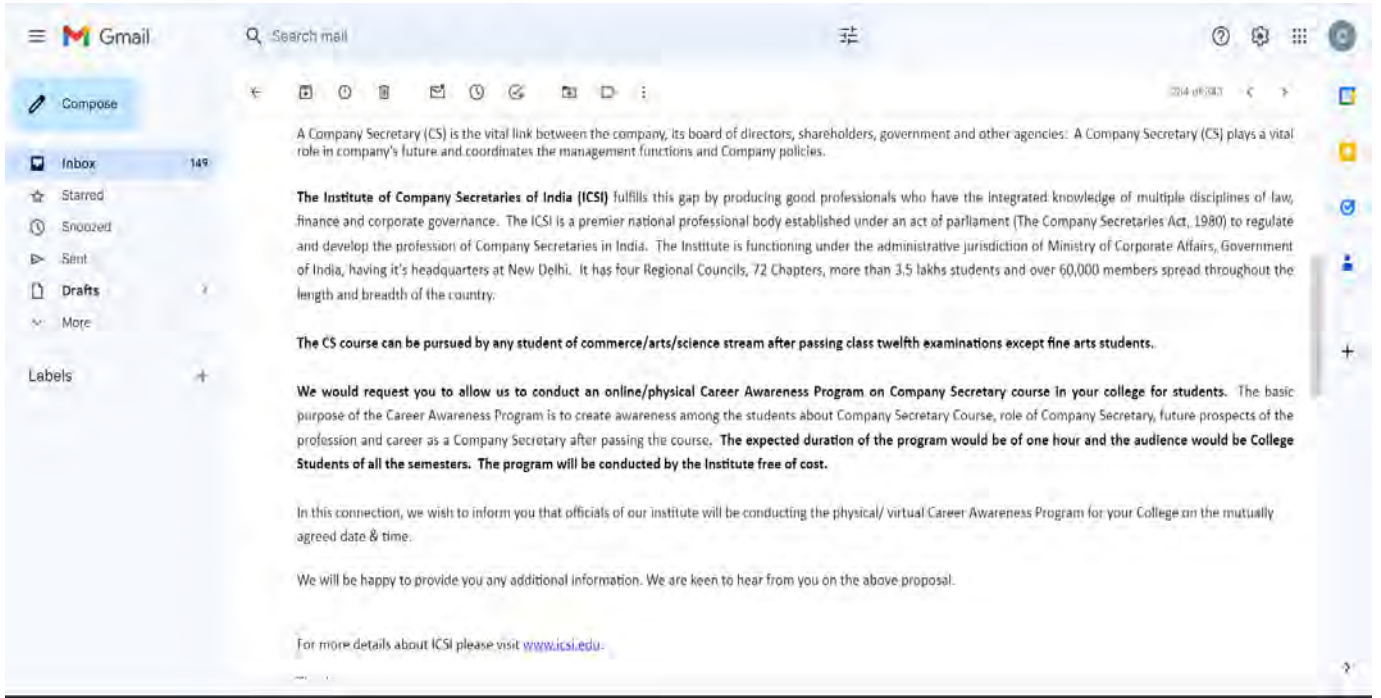 Gmail
Search mail
Compose
Inbox 149
Starred
Snoozed
Sent
Drafts
More
Labels
A Company Secretary (CS) is the vital link between the company, its board of directors, shareholders, government and other agencies: A Company Secretary (CS) plays a vital
role in company's future and coordinates the management functions and Company policies.
The Institute of Company Secretaries of India (ICSI) fulfills this gap by producing good professionals who have the integrated knowledge of multiple disciplines of law,
finance and corporate governance. The ICSI is a premier national professional body established under an act of parliament (The Company Secretaries Act, 1980) to regulate
and develop the profession of Company Secretaries in India. The Institute is functioning under the administrative jurisdiction of Ministry of Corporate Affairs, Government
of India, having it's headquarters at New Delhi. It has four Regional Councils, 72 Chapters, more than 3.5 lakhs students and over 60,000 members spread throughout the
length and breadth of the country.
The CS course can be pursued by any student of commerce/arts/science stream after passing class twelfth examinations except fine arts students.
We would request you to allow us to conduct an online/physical Career Awareness Program on Company Secretary course in your college for students. The basic
purpose of the Career Awareness Program is to create awareness among the students about Company Secretary Course, role of Company Secretary, future prospects of the
profession and career as a Company Secretary after passing the course. The expected duration of the program would be of one hour and the audience would be College
Students of all the semesters. The program will be conducted by the Institute free of cost.
In this connection, we wish to inform you that officials of our institute will be conducting the physical/ virtual Career Awareness Program for your College on the mutually
agreed date & time.
We will be happy to provide you any additional information. We are keen to hear from you on the above proposal.
For more details about ICSI please visit www.icsi.edu.